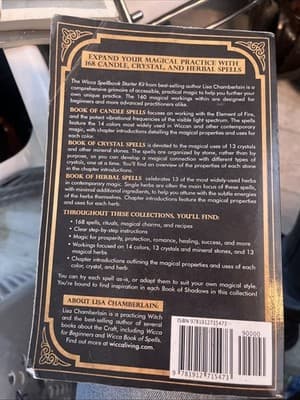 EXPAND YOUR MAGICAL PRACTICE WITH
168 CANDLE, CRYSTAL, AND HERBAL SPELLS
The Wicca Spellbook Starter Kit from best-selling author Lisa Chamberlain is a
comprehensive grimoire of accessible, practical magic to help you further your
own unique practice. The 160 magical workings within are designed for
beginners and more advanced practitioners alike.
BOOK OF CANDLE SPELLS focuses on working with the Element of Fire,
and the potent vibrational frequencies of the visible light spectrum. The spells
feature the 14 colors most widely used in Wiccan and other contemporary
magic, with chapter introductions detailing the magical properties and uses for
each color.
BOOK OF CRYSTAL SPELLS is devoted to the magical uses of 13 crystals
and other mineral stones. The spells are organized by stone, rather than by
purpose, so you can develop a magical connection with different types of
crystals, one at a time. You'll find an overview of the properties of each stone
in the chapter introductions.
BOOK OF HERBAL SPELLS celebrates 13 of the most widely-used herbs
in contemporary magic. Single herbs are often the main focus of these spells,
with minimal additional ingredients, to help you attune with the subtle energies
of the herbs themselves. Chapter introductions feature the magical properties
and uses for each herb.
THROUGHOUT THESE COLLECTIONS, YOU'LL FIND:
• 168 spells, rituals, magical charms, and recipes
• Clear step-by-step instructions
• Magic for prosperity, protection, romance, healing, success, and more
• Workings focused on 14 colors, 13 crystals and mineral stones, and 13
magical herbs
• Chapter introductions outlining the magical properties and uses of each
color, crystal, and herb
You can try each spell as-is, or adapt them to suit your own magical style.
You're bound to find inspiration in each Book of Shadows in this collection!
ABOUT LISA CHAMBERLAIN:
Lisa Chamberlain is a practicing Witch
and the best-selling author of several
books about the Craft, including Wicca
for Beginners and Wicca Book of Spells.
Find out more at wiccaliving.com.
ISBN 9781912715473
90000
9 781912 715473